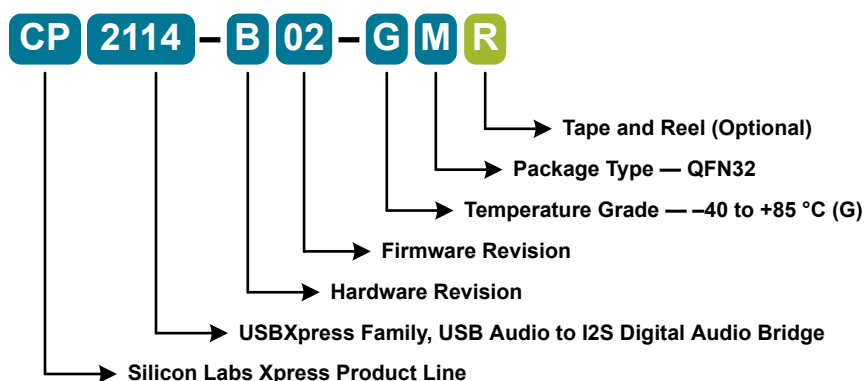 CP 2114 – B 02 – G M R
Tape and Reel (Optional)
Package Type — QFN32
Temperature Grade — –40 to +85 °C (G)
Firmware Revision
Hardware Revision
USBXpress Family, USB Audio to I2S Digital Audio Bridge
Silicon Labs Xpress Product Line